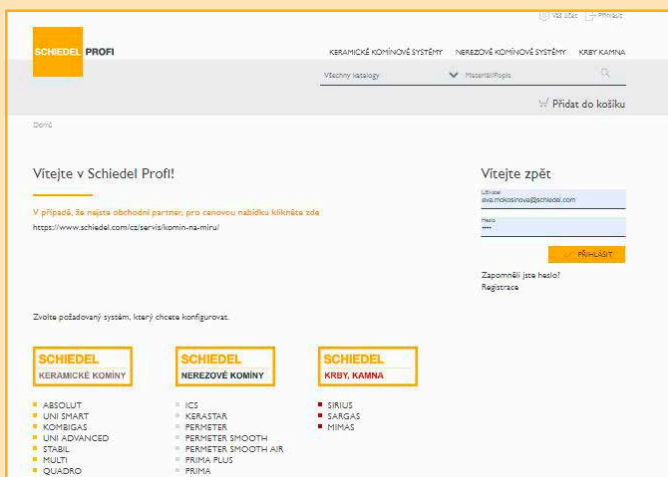 Váš účet Přihlásit
SCHIEDEL PROFI
KERAMICKÉ KOMÍNOVÉ SYSTÉMY NEREZOVÉ KOMÍNOVÉ SYSTÉMY KRBY KAMNA
Všechny katalogy Materiál/Popis
Přidat do košíku
Domů
Vítejte v Schiedel Profi!
V případě, že nejste obchodní partner, pro cenovou nabídku klikněte zde
https://www.schiedel.com/cz/servis/komin-na-miru/
Vítejte zpět
Uživatel
eva.mokosinova@schiedel.com
Heslo
••••
PŘIHLÁSIT
Zapomněli jste heslo?
Registrace
Zvolte požadovaný systém, který chcete konfigurovat.
SCHIEDEL
KERAMICKÉ KOMÍNY
ABSOLUT
UNI SMART
KOMBIGAS
UNI ADVANCED
STABIL
MULTI
QUADRO
SCHIEDEL
NEREZOVÉ KOMÍNY
ICS
KERASTAR
PERMETER
PERMETER SMOOTH
PERMETER SMOOTH AIR
PRIMA PLUS
PRIMA
SCHIEDEL
KRBY, KAMNA
SIRIUS
SARGAS
MIMAS